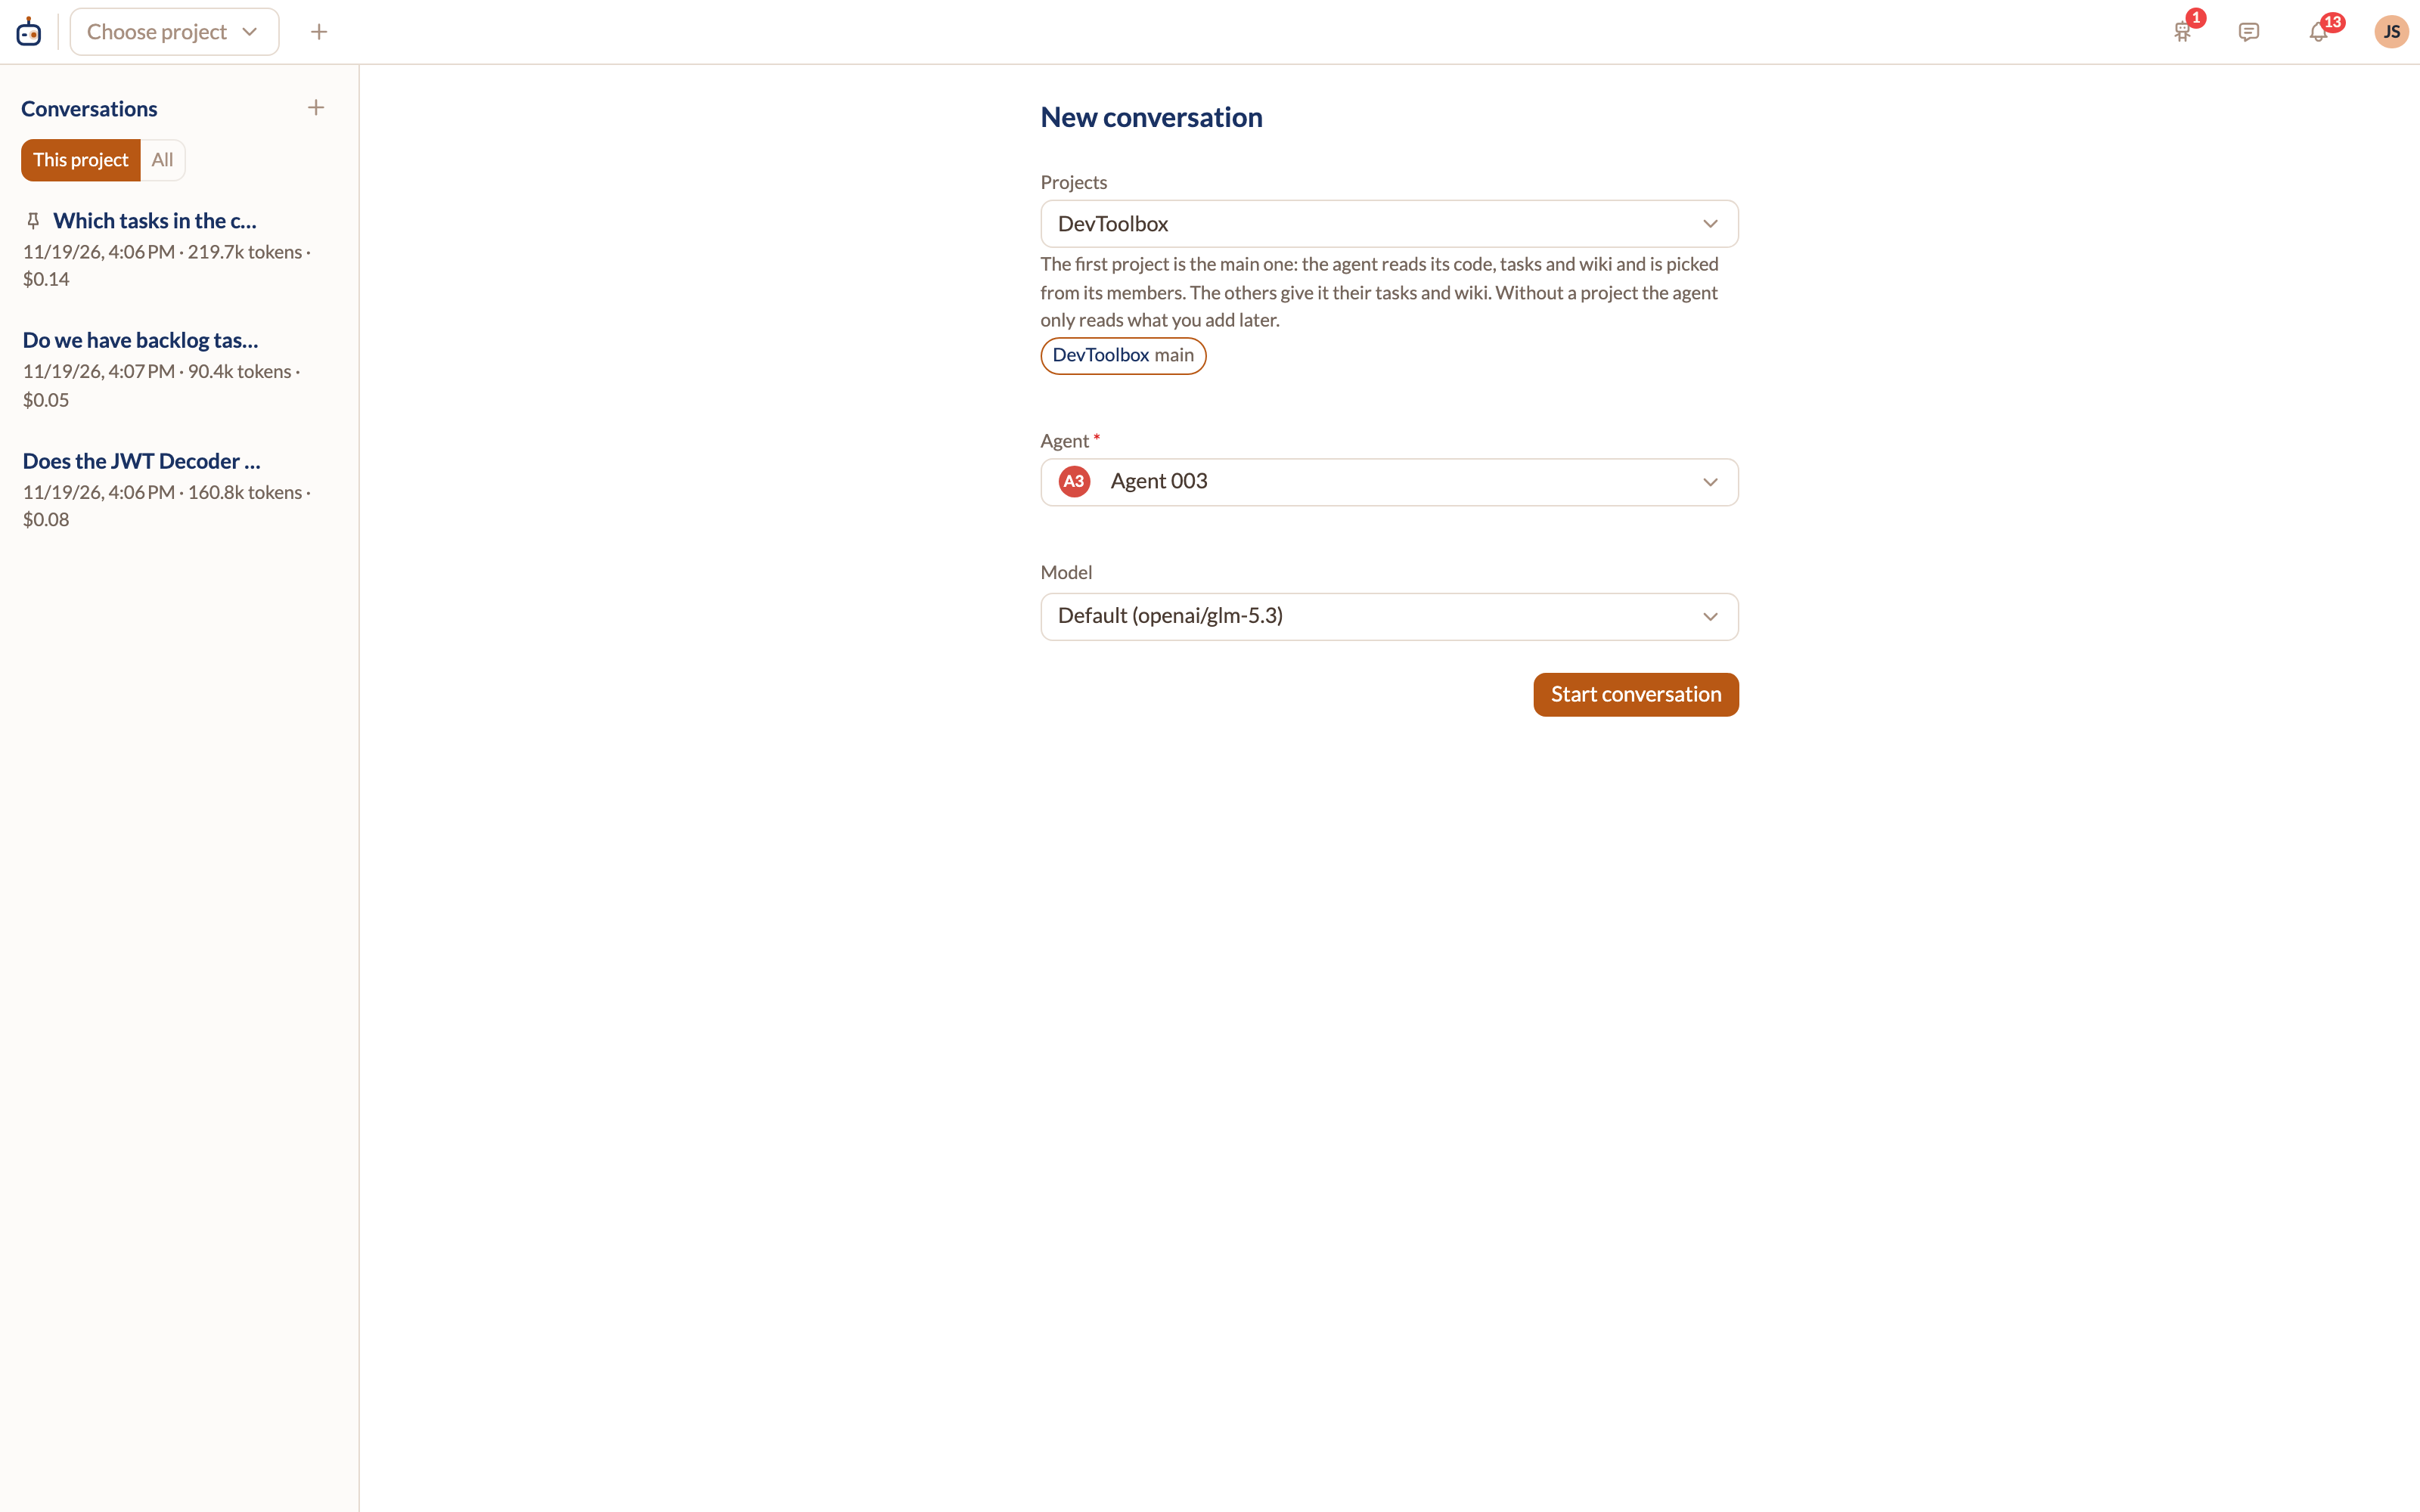 Choose project
1
13
JS
Conversations
This project
All
Which tasks in the c...
11/19/26, 4:06 PM · 219.7k tokens ·
$0.14
Do we have backlog tas...
11/19/26, 4:07 PM · 90.4k tokens ·
$0.05
Does the JWT Decoder ...
11/19/26, 4:06 PM · 160.8k tokens ·
$0.08
New conversation
Projects
DevToolbox
The first project is the main one: the agent reads its code, tasks and wiki and is picked
from its members. The others give it their tasks and wiki. Without a project the agent
only reads what you add later.
DevToolbox main
Agent *
A3 Agent 003
Model
Default (openai/glm-5.3)
Start conversation